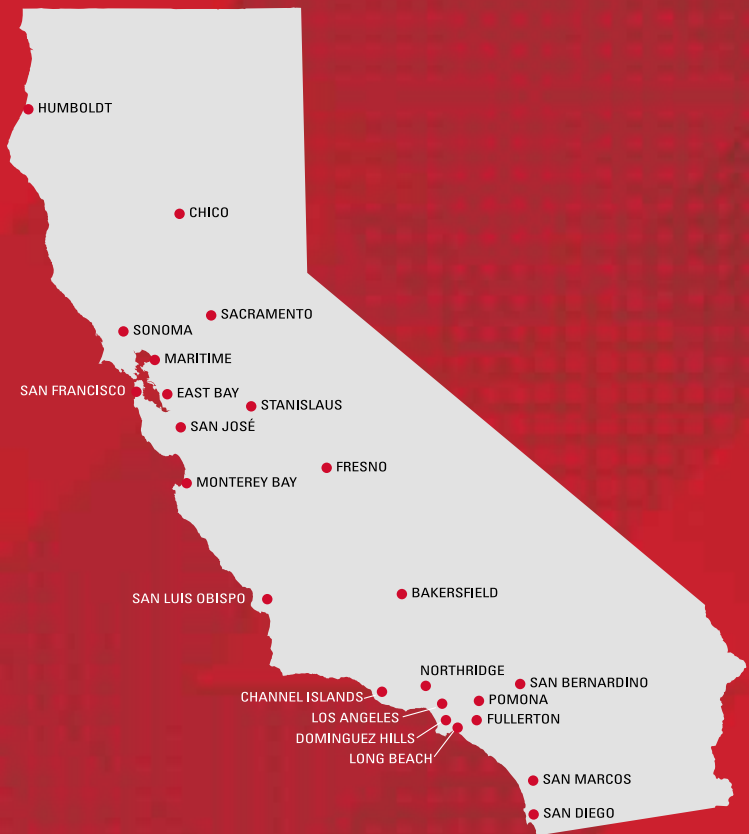 HUMBOLDT
CHICO
SACRAMENTO
SONOMA
MARITIME
SAN FRANCISCO
EAST BAY
STANISLAUS
SAN JOSÉ
FRESNO
MONTEREY BAY
SAN LUIS OBISPO
BAKERSFIELD
NORTHRIDGE
SAN BERNARDINO
CHANNEL ISLANDS
POMONA
LOS ANGELES
FULLERTON
DOMINGUEZ HILLS
LONG BEACH
SAN MARCOS
SAN DIEGO